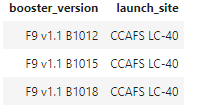 booster_version launch_site
F9 v1.1 B1012 CCAFS LC-40
F9 v1.1 B1015 CCAFS LC-40
F9 v1.1 B1018 CCAFS LC-40